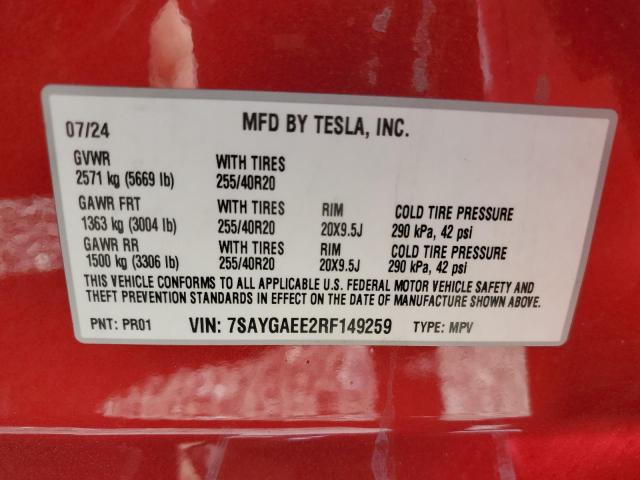 07/24 MFD BY TESLA, INC.
GVWR WITH TIRES
2571 kg (5669 lb) 255/40R20
GAWR FRT WITH TIRES RIM COLD TIRE PRESSURE
1363 kg (3004 lb) 255/40R20 20X9.5J 290 kPa, 42 psi
GAWR RR WITH TIRES RIM COLD TIRE PRESSURE
1500 kg (3306 lb) 255/40R20 20X9.5J 290 kPa, 42 psi
THIS VEHICLE CONFORMS TO ALL APPLICABLE U.S. FEDERAL MOTOR VEHICLE SAFETY AND
THEFT PREVENTION STANDARDS IN EFFECT ON THE DATE OF MANUFACTURE SHOWN ABOVE.
PNT: PR01 VIN: 7SAYGAEE2RF149259 TYPE: MPV